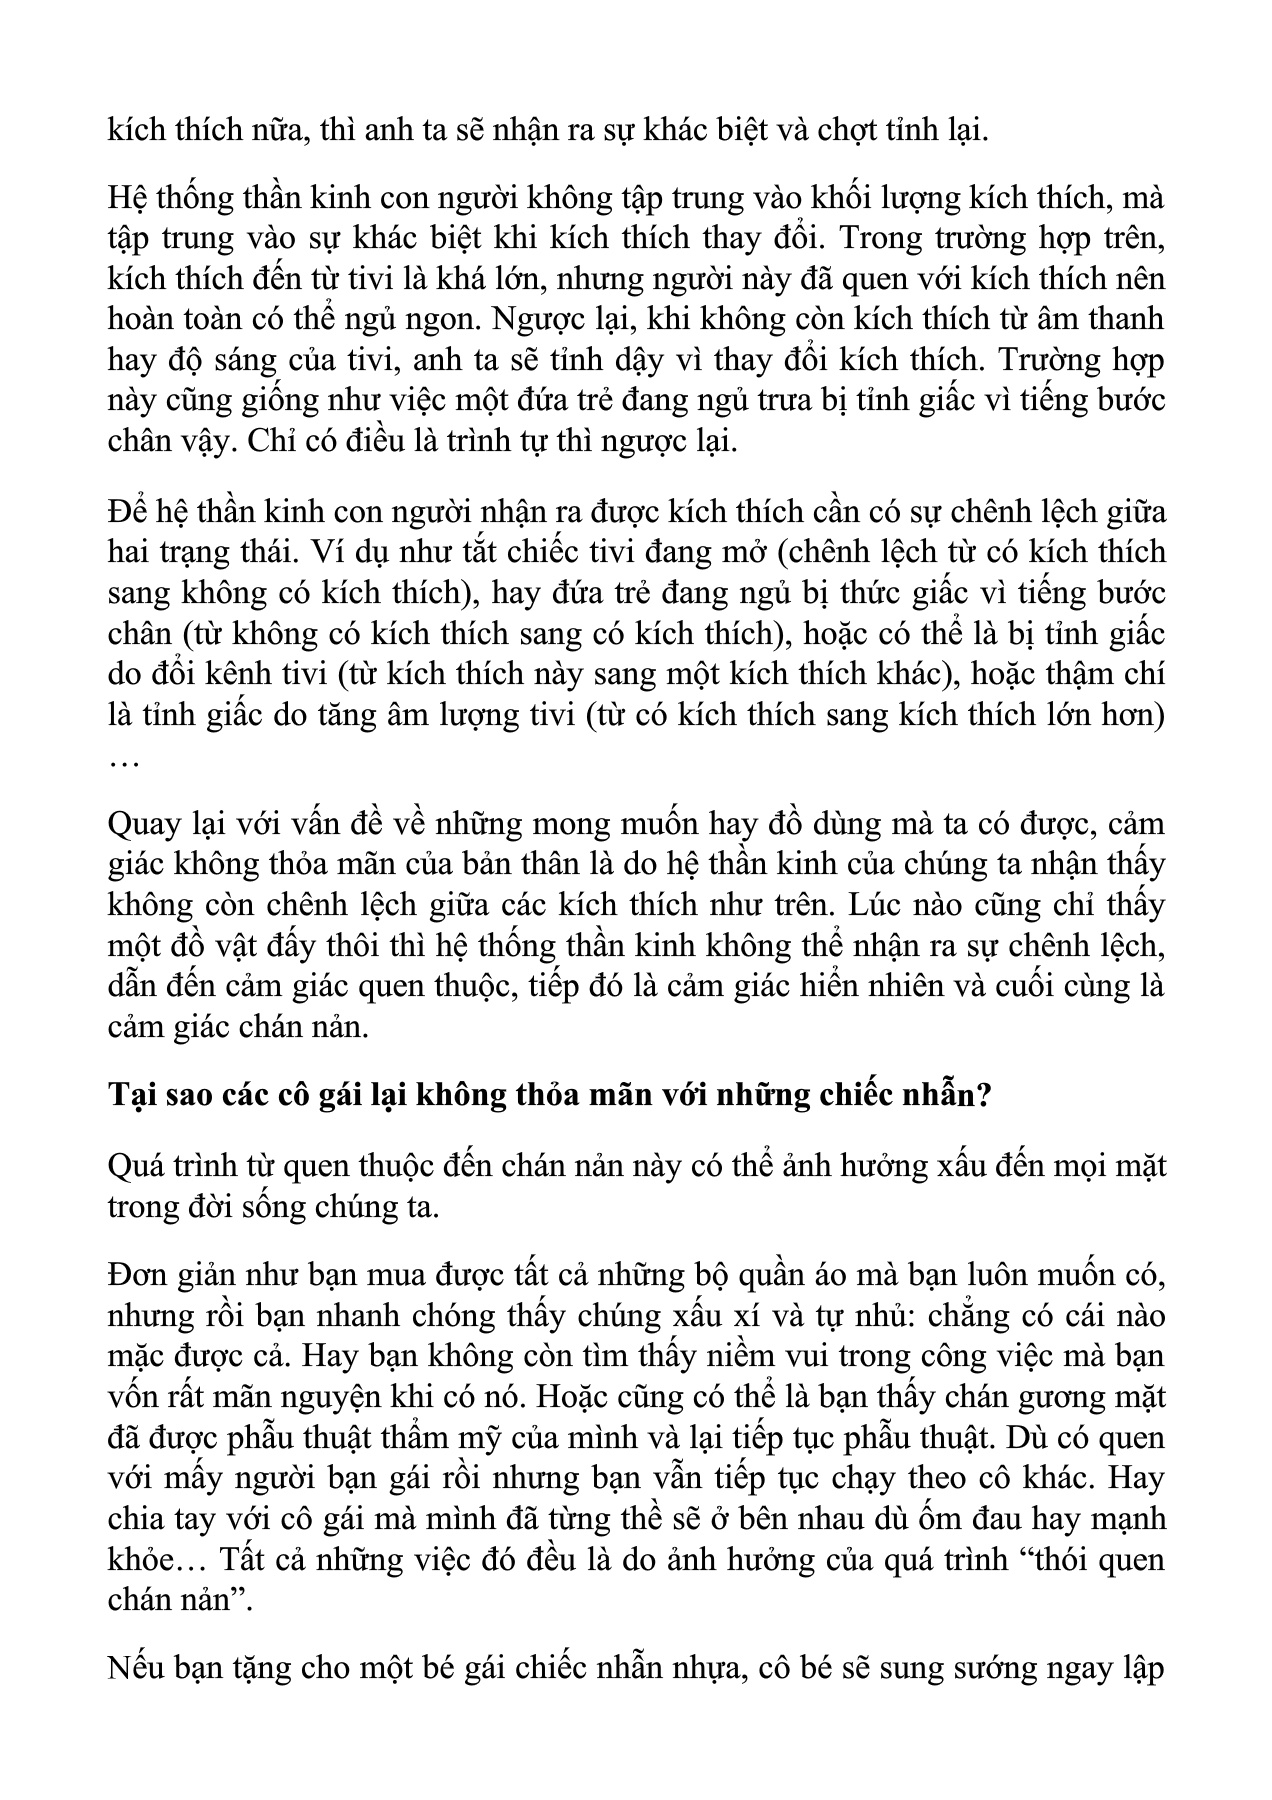 kích thích nữa, thì anh ta sẽ nhận ra sự khác biệt và chợt tỉnh lại.
Hệ thống thần kinh con người không tập trung vào khối lượng kích thích, mà
tập trung vào sự khác biệt khi kích thích thay đổi. Trong trường hợp trên,
kích thích đến từ tivi là khá lớn, nhưng người này đã quen với kích thích nên
hoàn toàn có thể ngủ ngon. Ngược lại, khi không còn kích thích từ âm thanh
hay độ sáng của tivi, anh ta sẽ tỉnh dậy vì thay đổi kích thích. Trường hợp
này cũng giống như việc một đứa trẻ đang ngủ trưa bị tỉnh giấc vì tiếng bước
chân vậy. Chỉ có điều là trình tự thì ngược lại.
Để hệ thần kinh con người nhận ra được kích thích cần có sự chênh lệch giữa
hai trạng thái. Ví dụ như tắt chiếc tivi đang mở (chênh lệch từ có kích thích
sang không có kích thích), hay đứa trẻ đang ngủ bị thức giấc vì tiếng bước
chân (từ không có kích thích sang có kích thích), hoặc có thể là bị tỉnh giấc
do đổi kênh tivi (từ kích thích này sang một kích thích khác), hoặc thậm chí
là tỉnh giấc do tăng âm lượng tivi (từ có kích thích sang kích thích lớn hơn)
…
Quay lại với vấn đề về những mong muốn hay đồ dùng mà ta có được, cảm
giác không thỏa mãn của bản thân là do hệ thần kinh của chúng ta nhận thấy
không còn chênh lệch giữa các kích thích như trên. Lúc nào cũng chỉ thấy
một đồ vật đấy thôi thì hệ thống thần kinh không thể nhận ra sự chênh lệch,
dẫn đến cảm giác quen thuộc, tiếp đó là cảm giác hiển nhiên và cuối cùng là
cảm giác chán nản.
Tại sao các cô gái lại không thỏa mãn với những chiếc nhẫn?
Quá trình từ quen thuộc đến chán nản này có thể ảnh hưởng xấu đến mọi mặt
trong đời sống chúng ta.
Đơn giản như bạn mua được tất cả những bộ quần áo mà bạn luôn muốn có,
nhưng rồi bạn nhanh chóng thấy chúng xấu xí và tự nhủ: chẳng có cái nào
mặc được cả. Hay bạn không còn tìm thấy niềm vui trong công việc mà bạn
vốn rất mãn nguyện khi có nó. Hoặc cũng có thể là bạn thấy chán gương mặt
đã được phẫu thuật thẩm mỹ của mình và lại tiếp tục phẫu thuật. Dù có quen
với mấy người bạn gái rồi nhưng bạn vẫn tiếp tục chạy theo cô khác. Hay
chia tay với cô gái mà mình đã từng thề sẽ ở bên nhau dù ốm đau hay mạnh
khỏe… Tất cả những việc đó đều là do ảnh hưởng của quá trình “thói quen
chán nản”.
Nếu bạn tặng cho một bé gái chiếc nhẫn nhựa, cô bé sẽ sung sướng ngay lập